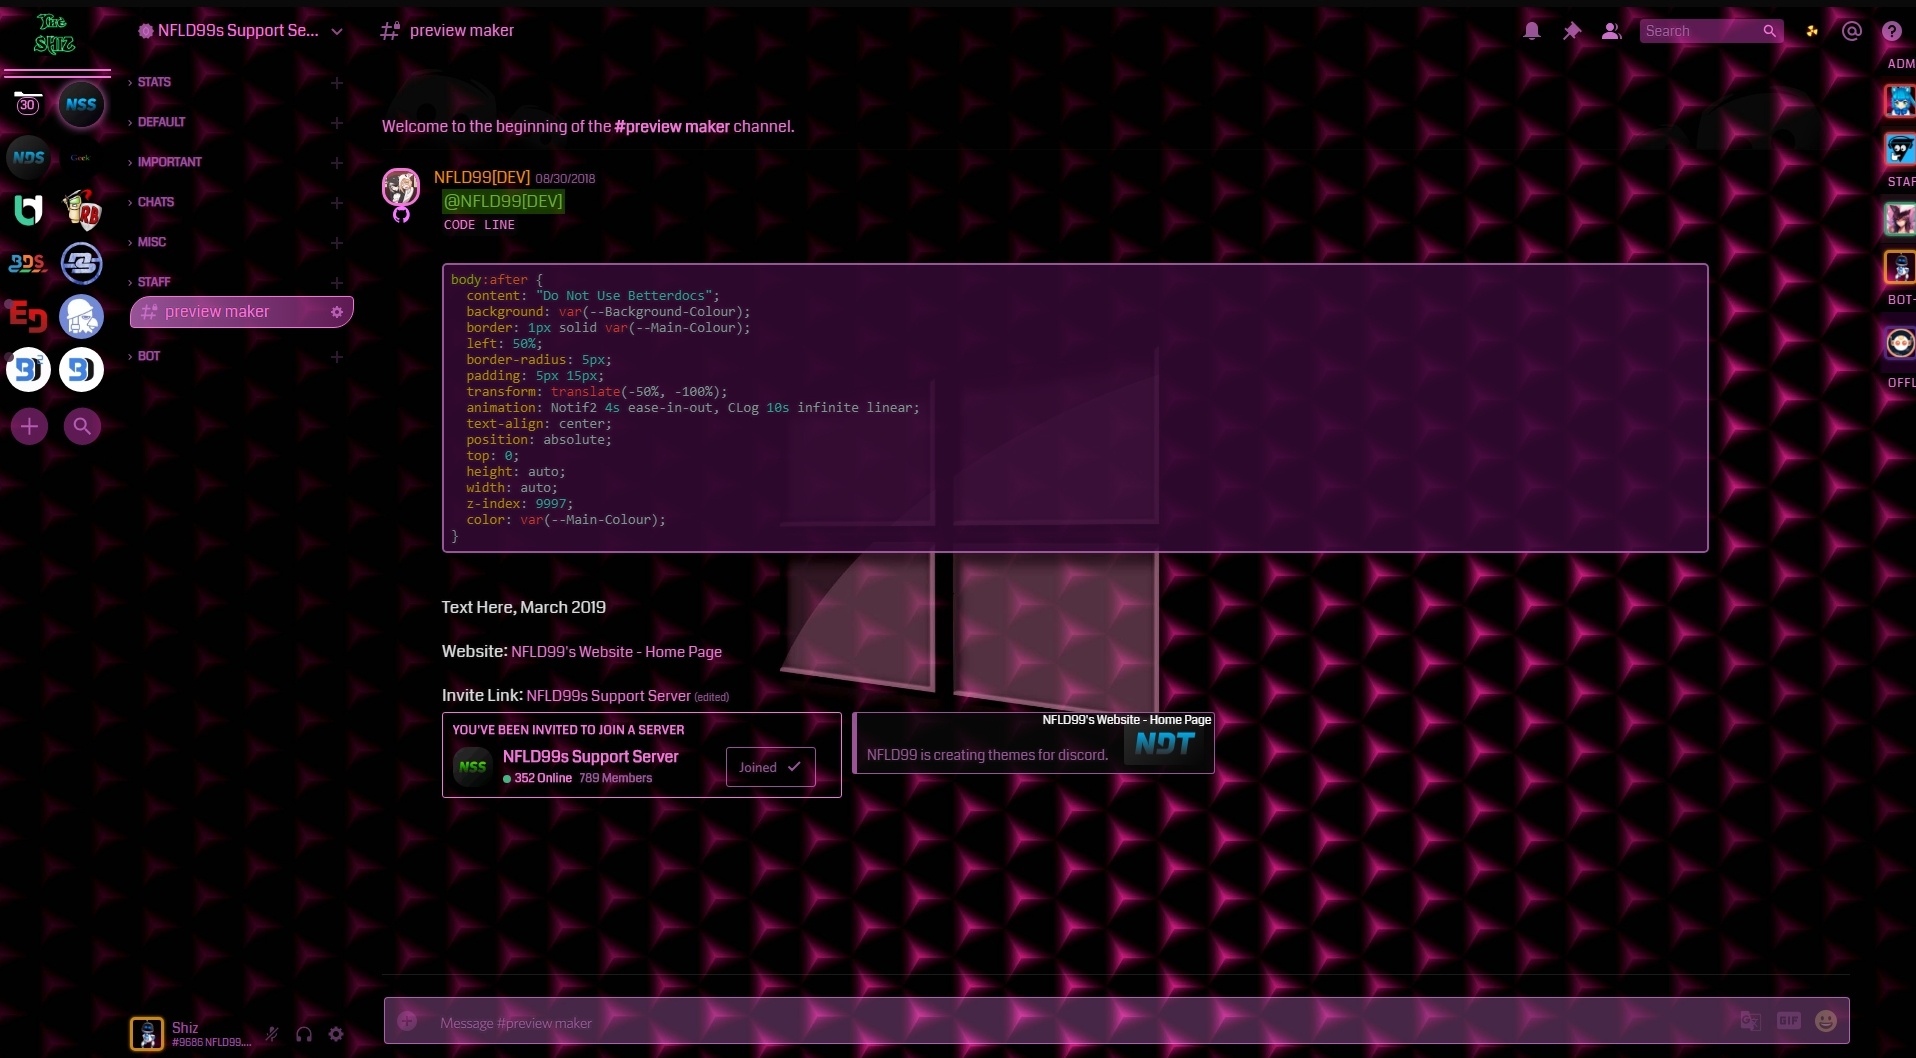 The
SHIZ
NFLD99s Support Se...
preview maker
Search
STATS
30
NSS
DEFAULT
NDS
Geek
IMPORTANT
CHATS
RB
MISC
BDS
STAFF
ED
preview maker
BOT
ADM
STAF
BOT-
OFFL
Welcome to the beginning of the #preview maker channel.
NFLD99[DEV] 08/30/2018
@NFLD99[DEV]
CODE LINE
body:after {
content: "Do Not Use Betterdocs";
background: var(--Background-Colour);
border: 1px solid var(--Main-Colour);
left: 50%;
border-radius: 5px;
padding: 5px 15px;
transform: translate(-50%, -100%);
animation: Notif2 4s ease-in-out, CLog 10s infinite linear;
text-align: center;
position: absolute;
top: 0;
height: auto;
width: auto;
z-index: 9997;
color: var(--Main-Colour);
}
Text Here, March 2019
Website: NFLD99's Website - Home Page
Invite Link: NFLD99s Support Server (edited)
YOU'VE BEEN INVITED TO JOIN A SERVER
NSS
NFLD99s Support Server
352 Online 789 Members
Joined
NFLD99's Website - Home Page
NFLD99 is creating themes for discord.
NDT
Shiz
#9686 NFLD99....
Message #preview maker
GIF